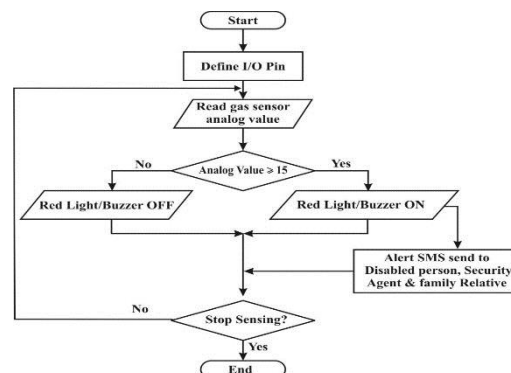 Start
Define I/O Pin
Read gas sensor
analog value
No
Analog Value ⩾ 15
Yes
Red Light/Buzzer OFF
Red Light/Buzzer ON
Alert SMS send to
Disabled person, Security
Agent & family Relative
No
Stop Sensing?
Yes
End